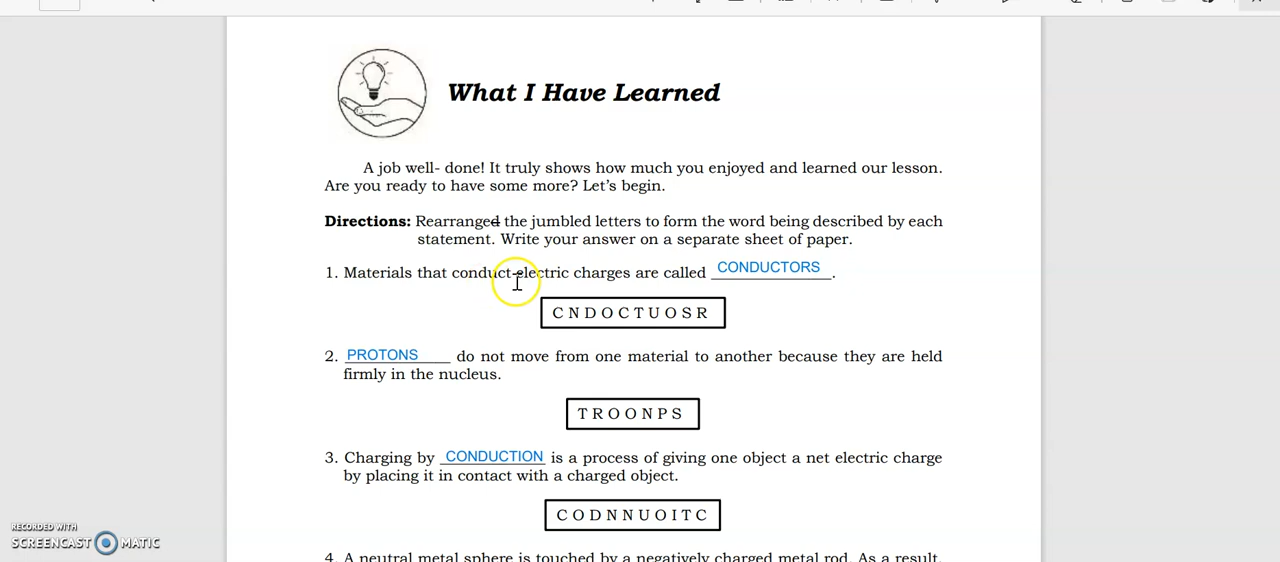 What I Have Learned
A job well- done! It truly shows how much you enjoyed and learned our lesson.
Are you ready to have some more? Let's begin.
Directions: Rearranged the jumbled letters to form the word being described by each
statement. Write your answer on a separate sheet of paper.
1. Materials that conduct electric charges are called CONDUCTORS.
CNDOCTUOSR
2. PROTONS do not move from one material to another because they are held
firmly in the nucleus.
TROONPS
3. Charging by CONDUCTION is a process of giving one object a net electric charge
by placing it in contact with a charged object.
CODNNUOITC
4. A neutral metal sphere is touched by a negatively charged metal rod. As a result,
RECORDED WITH
SCREENCAST MATIC